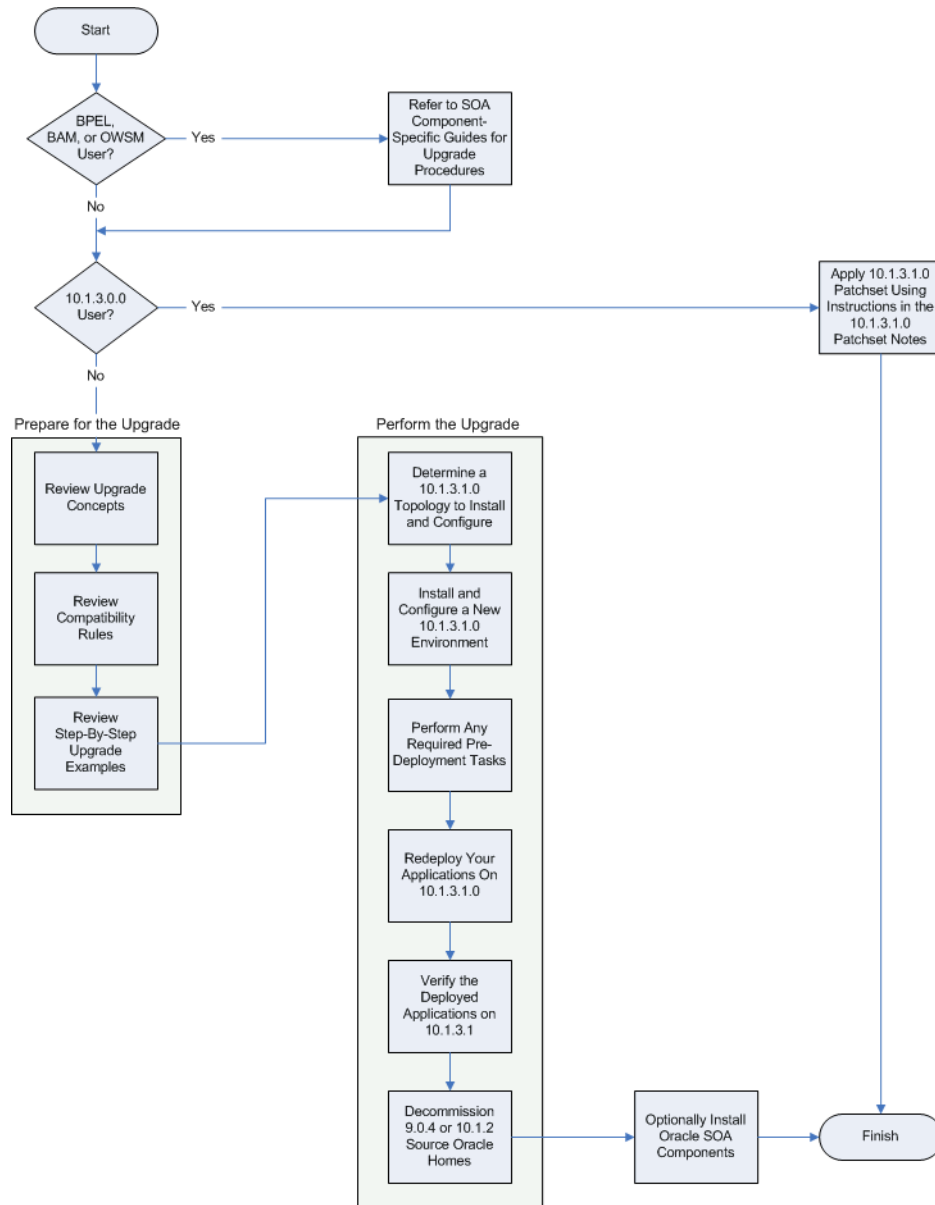 Start
BPEL,
BAM, or OWSM
User?
Yes
Refer to SOA
Component-
Specific Guides for
Upgrade
Procedures
No
10.1.3.0.0
User?
Yes
Apply 10.1.3.1.0
Patchset Using
Instructions in the
10.1.3.1.0
Patchset Notes
No
Prepare for the Upgrade
Review Upgrade
Concepts
Review
Compatibility
Rules
Review
Step-By-Step
Upgrade
Examples
Perform the Upgrade
Determine a
10.1.3.1.0
Topology to Install
and Configure
Install and
Configure a New
10.1.3.1.0
Environment
Perform Any
Required Pre-
Deployment Tasks
Redeploy Your
Applications On
10.1.3.1.0
Verify the
Deployed
Applications on
10.1.3.1
Decommission
9.0.4 or 10.1.2
Source Oracle
Homes
Optionally Install
Oracle SOA
Components
Finish